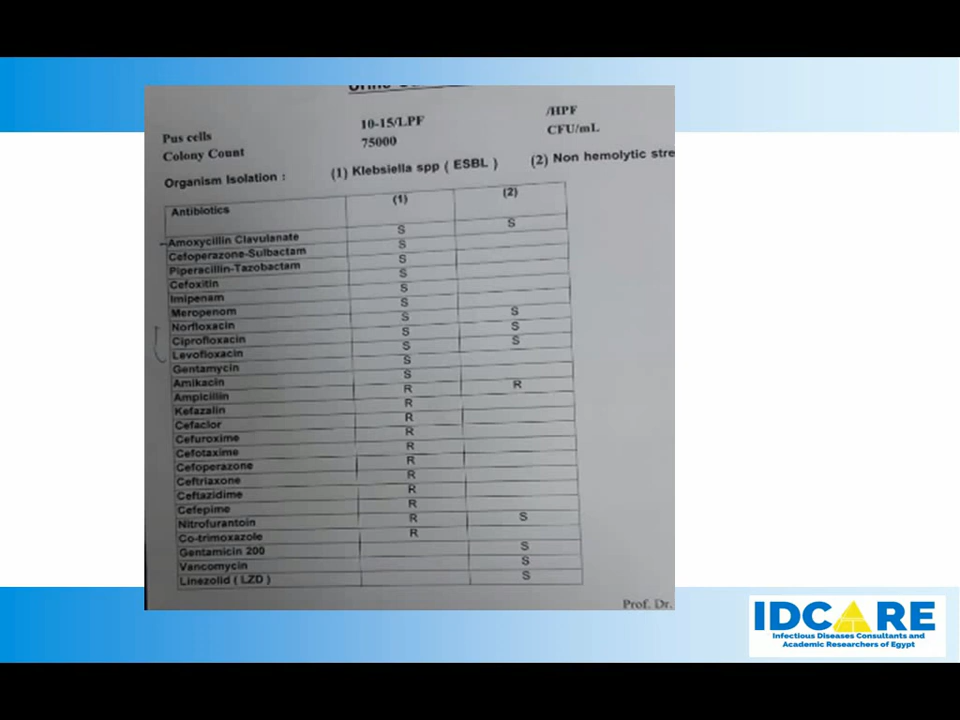 Pus cells 10-15/LPF /HPF
Colony Count 75000 CFU/mL
Organism Isolation : (1) Klebsiella spp ( ESBL ) (2) Non hemolytic stre
Antibiotics (1) (2)
Amoxycillin Clavulanate S S
Cefoperazone-Sulbactam S
Piperacillin-Tazobactam S
Cefoxitin S
Imipenam S
Meropenom S
Norfloxacin S S
Ciprofloxacin S S
Levofloxacin S S
Gentamycin S
Amikacin S
Ampicillin R R
Kefazalin R
Cefaclor R
Cefuroxime R
Cefotaxime R
Cefoperazone R
Ceftriaxone R
Ceftazidime R
Cefepime R
Nitrofurantoin R S
Co-trimoxazole R
Gentamicin 200 S
Vancomycin S
Linezolid ( LZD ) S
Prof. Dr.
IDCARE
Infectious Diseases Consultants and
Academic Researchers of Egypt